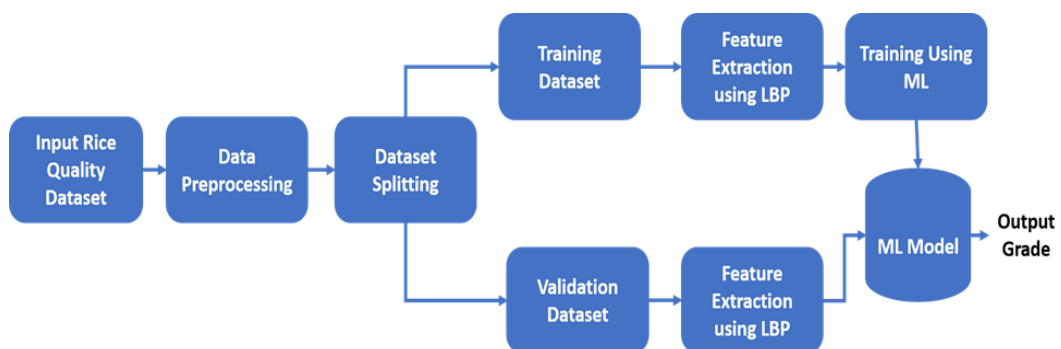 Input Rice
Quality
Dataset
Data
Preprocessing
Dataset
Splitting
Training
Dataset
Feature
Extraction
using LBP
Training Using
ML
Validation
Dataset
Feature
Extraction
using LBP
ML Model
Output
Grade